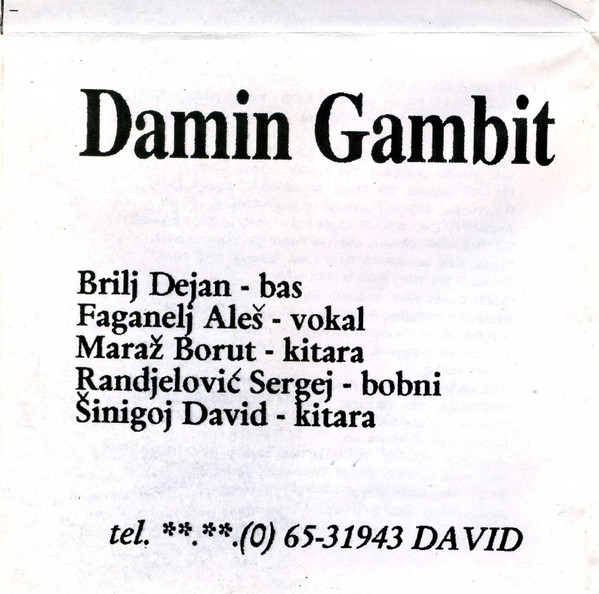 Damin Gambit
Brilj Dejan - bas
Faganelj Aleš - vokal
Maraž Borut - kitara
Randjelović Sergej - bobni
Šinigoj David - kitara
tel. **.**.(0) 65-31943 DAVID